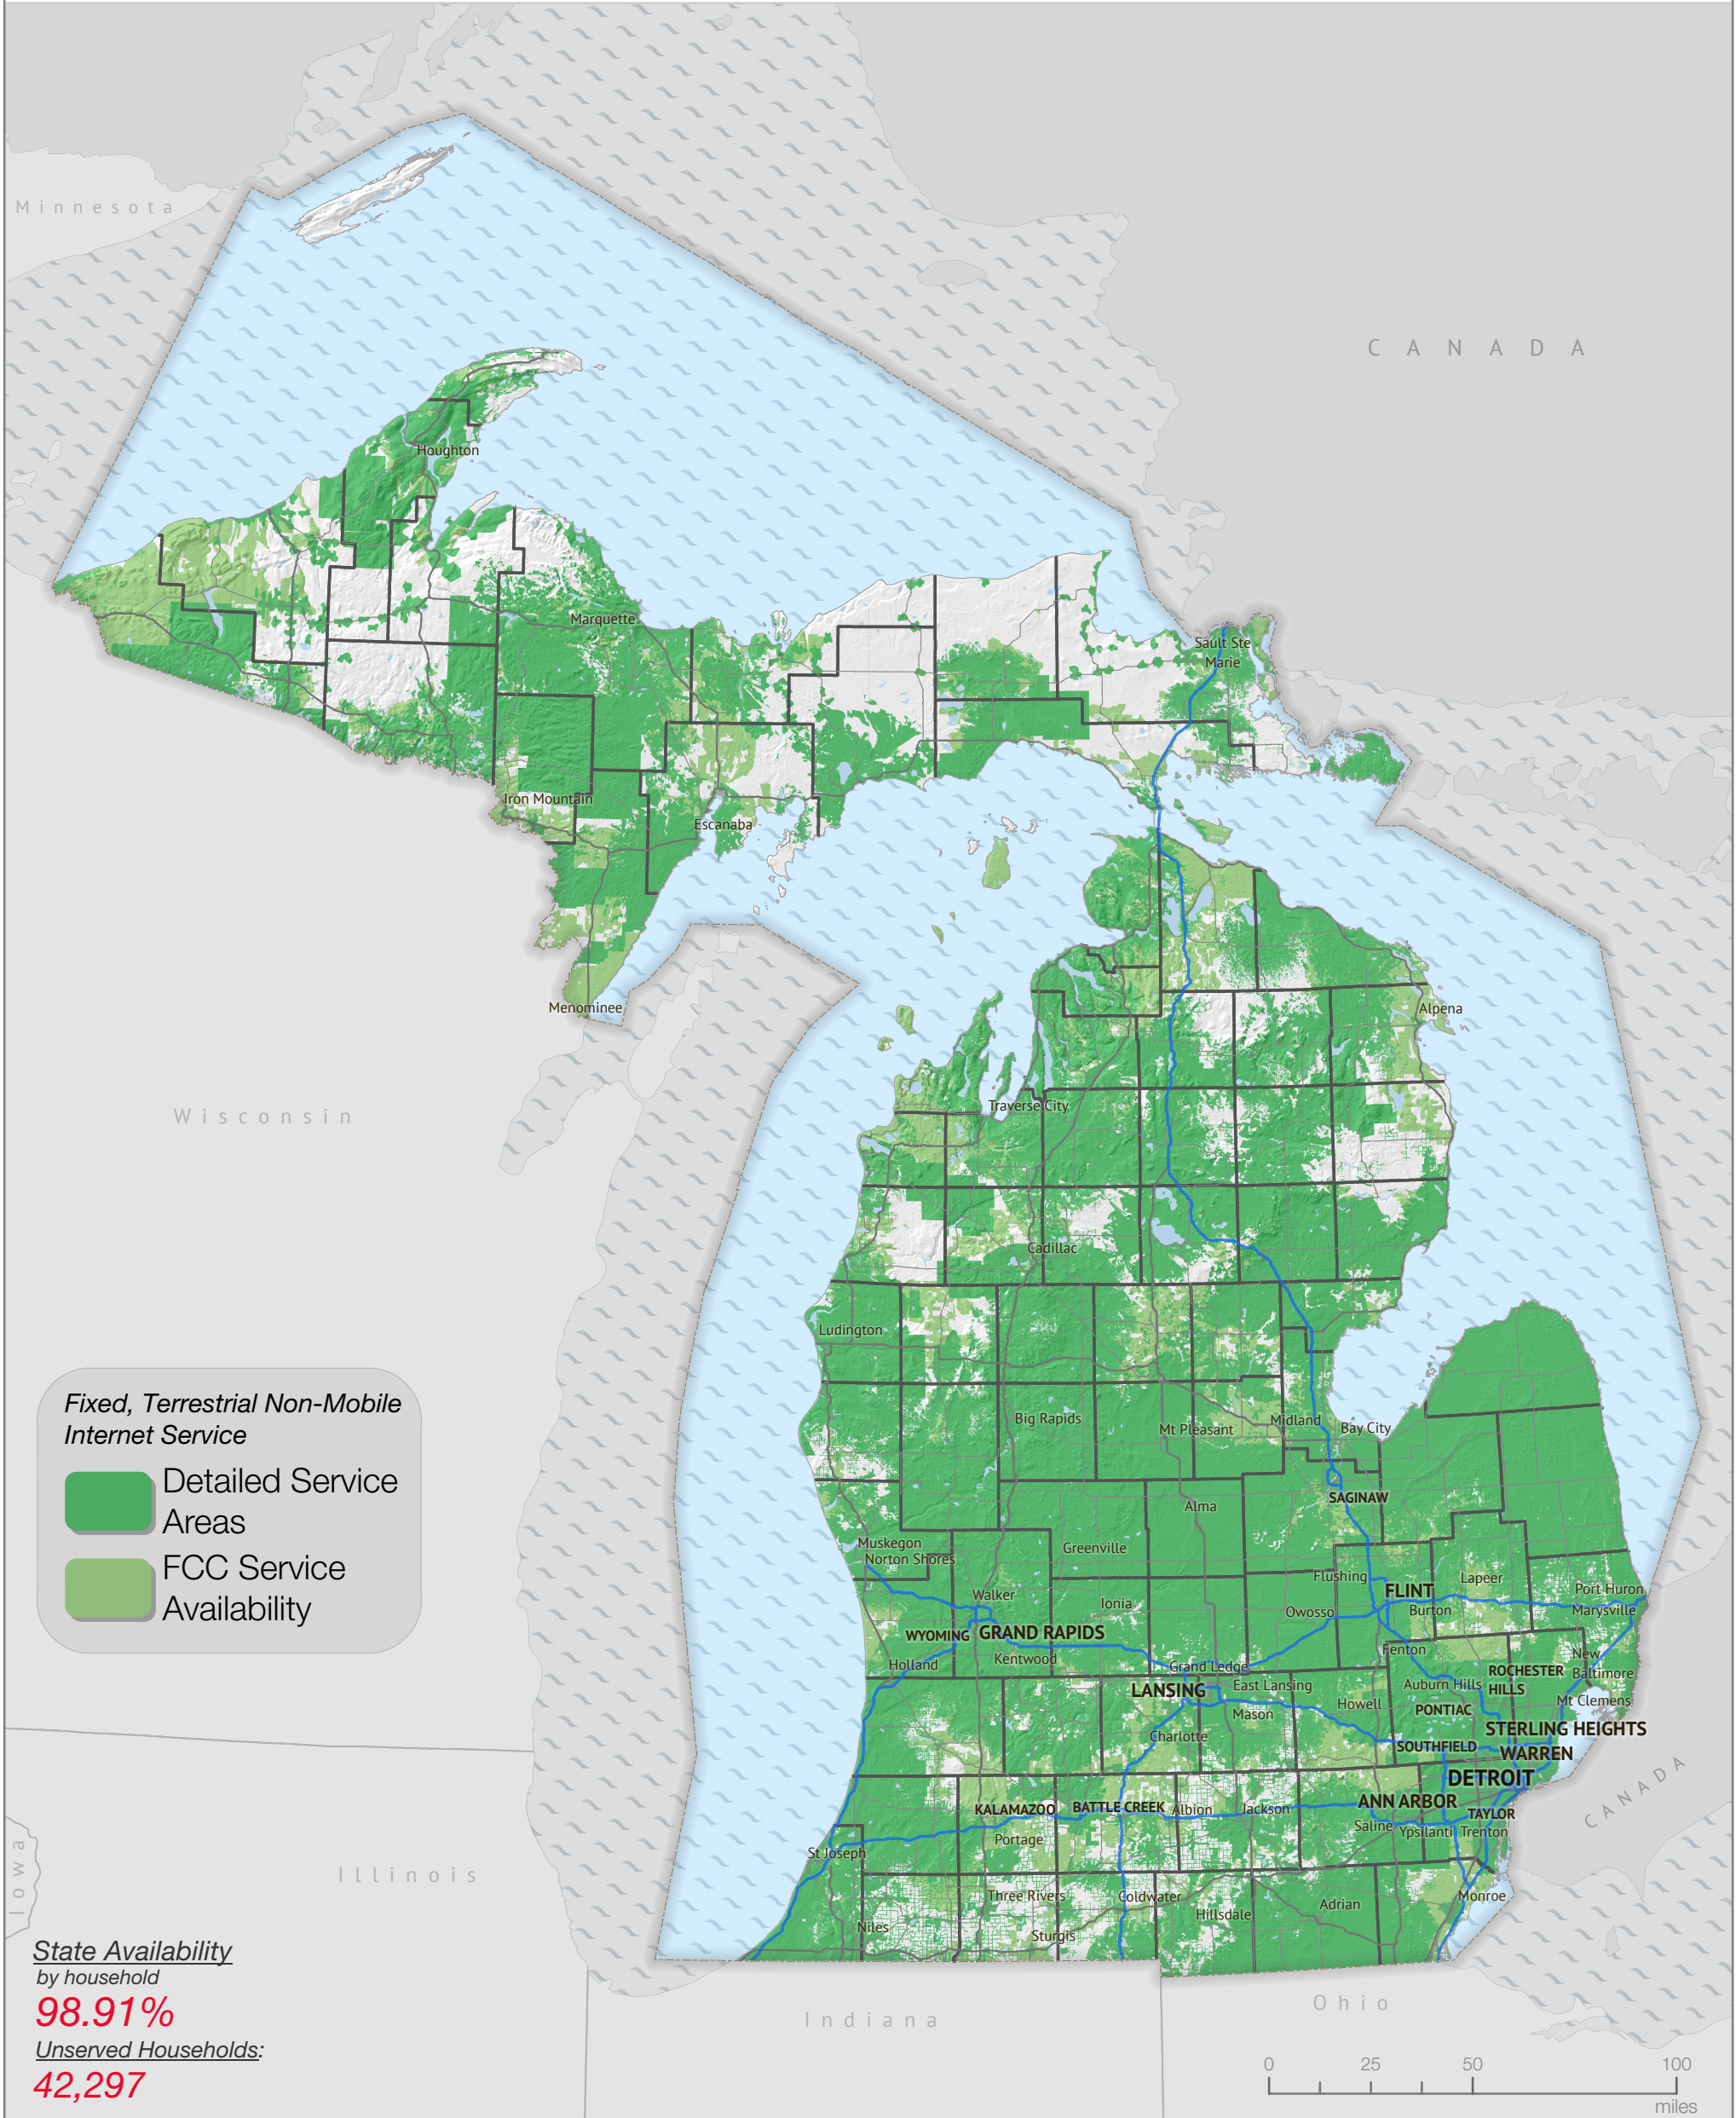 Minnesota
CANADA
Houghton
Marquette
Sault Ste
Marie
Iron Mountain
Escanaba
Menominee
Alpena
Wisconsin
Traverse City
Cadillac
Ludington
Big Rapids
Mt Pleasant
Midland
Bay City
SAGINAW
Alma
Muskegon
Norton Shores
Greenville
Flushing
FLINT
Lapeer
Port Huron
Walker
Ionia
Owosso
Burton
Marysville
WYOMING
GRAND RAPIDS
Holland
Kentwood
Grand Ledge
Fenton
New
Baltimore
ROCHESTER
HILLS
LANSING
East Lansing
Auburn Hills
Howell
Mason
PONTIAC
Mt Clemens
Charlotte
STERLING HEIGHTS
SOUTHFIELD
WARREN
DETROIT
KALAMAZOO
BATTLE CREEK
Albion
Jackson
ANN ARBOR
TAYLOR
Portage
Saline
Ypsilanti
Trenton
CANADA
St Joseph
Three Rivers
Coldwater
Hillsdale
Adrian
Monroe
Niles
Sturgis
Fixed, Terrestrial Non-Mobile
Internet Service
Detailed Service
Areas
FCC Service
Availability
Iowa
Illinois
Indiana
Ohio
State Availability
by household
98.91%
Unserved Households:
42,297
0 25 50 100
miles